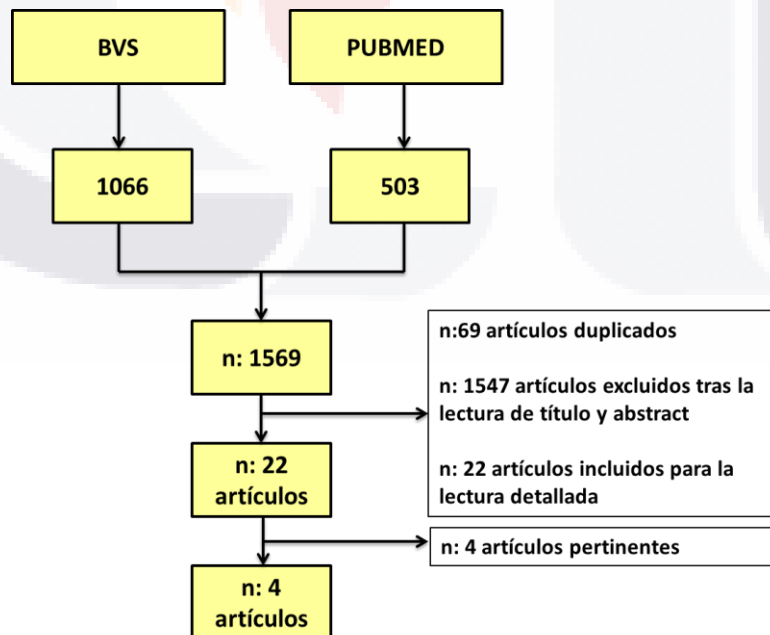 BVS
PUBMED
1066
503
n: 1569
n:69 artículos duplicados
n: 1547 artículos excluidos tras la
lectura de título y abstract
n: 22 artículos incluidos para la
lectura detallada
n: 22
artículos
n: 4 artículos pertinentes
n: 4
artículos